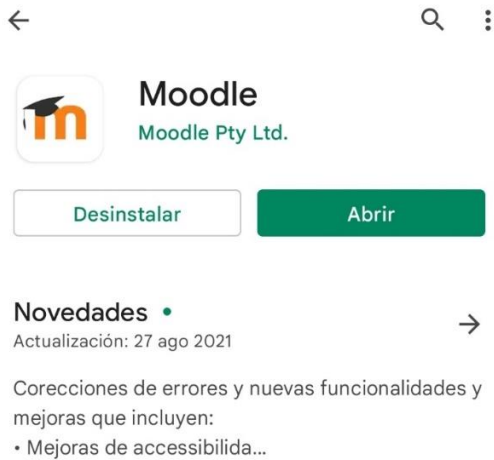 Moodle
Moodle Pty Ltd.
Desinstalar
Abrir
Novedades •
Actualización: 27 ago 2021
Corecciones de errores y nuevas funcionalidades y
mejoras que incluyen:
• Mejoras de accessibilida...